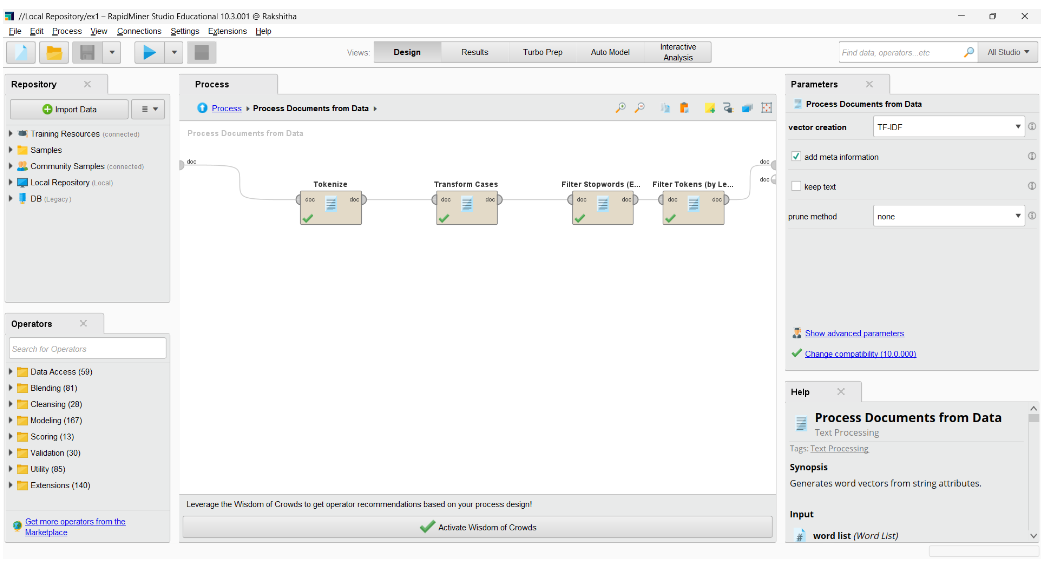 //Local Repository/ex1 – RapidMiner Studio Educational 10.3.001 @ Rakshitha
File Edit Process View Connections Settings Extensions Help
Views: Design Results Turbo Prep Auto Model Interactive Analysis
Find data, operators...etc All Studio ▼
Repository
Import Data
Training Resources (connected)
Samples
Community Samples (connected)
Local Repository (Local)
DB (Legacy)
Operators
Search for Operators
Data Access (59)
Blending (81)
Cleansing (28)
Modeling (167)
Scoring (13)
Validation (30)
Utility (85)
Extensions (140)
Get more operators from the
Marketplace
Process
Process Process Documents from Data
Process Documents from Data
doc
doc
doc
Tokenize
doc doc
Transform Cases
doc doc
Filter Stopwords (E...
doc doc
Filter Tokens (by Le...
doc doc
Leverage the Wisdom of Crowds to get operator recommendations based on your process design!
Activate Wisdom of Crowds
Parameters
Process Documents from Data
vector creation TF-IDF
add meta information
keep text
prune method none
Show advanced parameters
Change compatibility (10.0.000)
Help
Process Documents from Data
Text Processing
Tags: Text Processing
Synopsis
Generates word vectors from string attributes.
Input
word list (Word List)